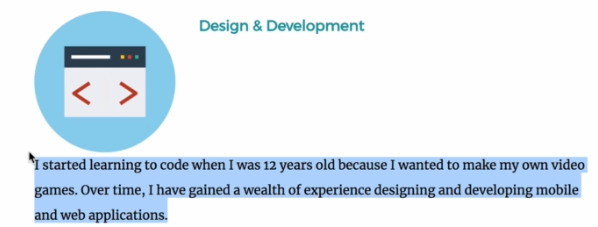 Design & Development
I started learning to code when I was 12 years old because I wanted to make my own video
games. Over time, I have gained a wealth of experience designing and developing mobile
and web applications.